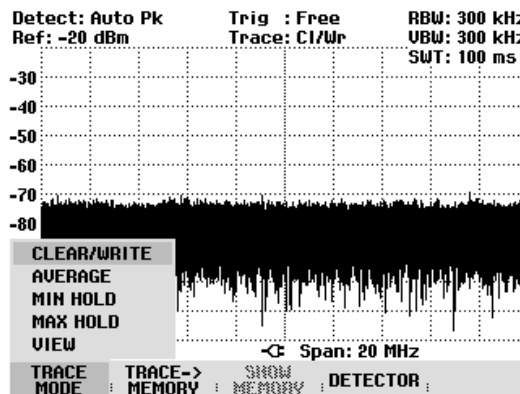 Detect: Auto Pk Trig : Free RBW: 300 kHz
Ref: -20 dBm Trace: Cl/Wr VBW: 300 kHz
SWT: 100 ms
-30
-40
-50
-60
-70
-80
CLEAR/WRITE
AVERAGE
MIN HOLD
MAX HOLD
VIEW
Span: 20 MHz
TRACE TRACE-> SHOW
MODE MEMORY MEMORY DETECTOR